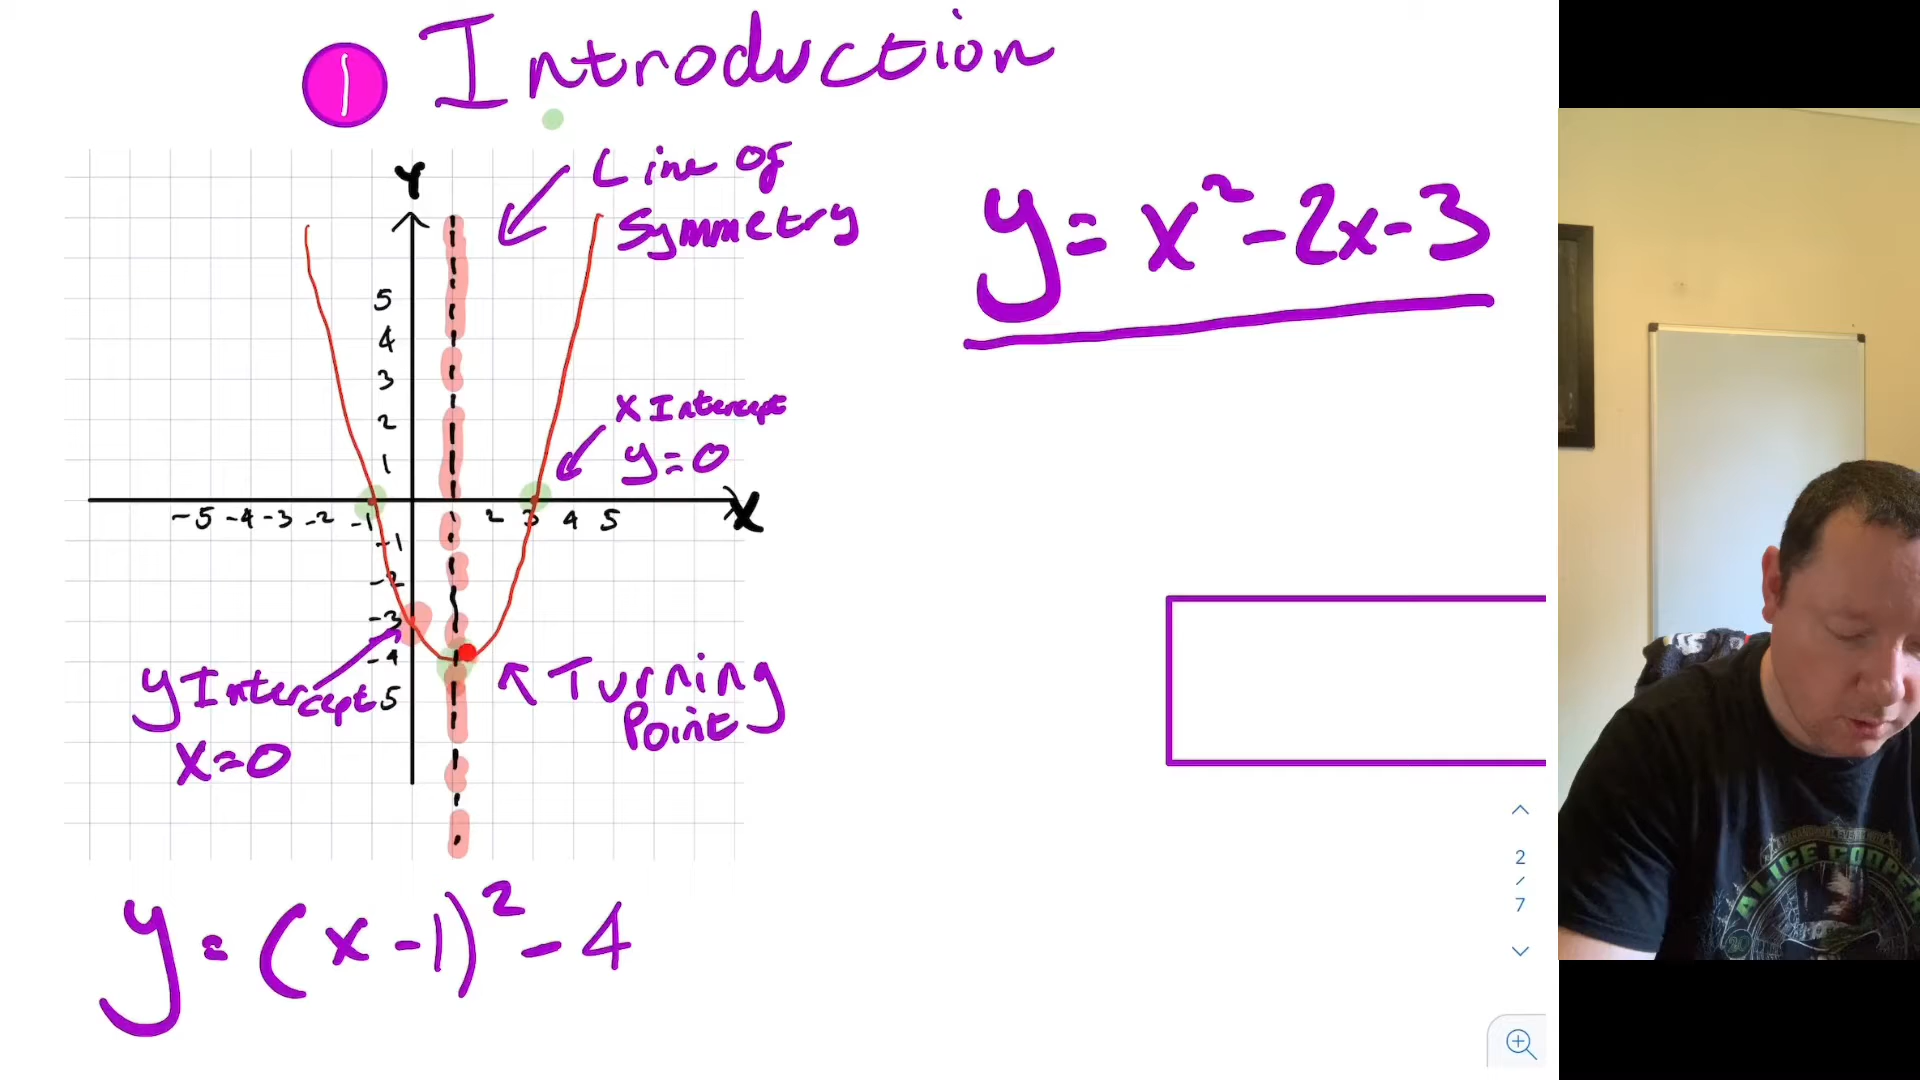 1 Introduction
Line of
Symmetry
Y
y = x² - 2x - 3
5
4
3
2
1
x Intercept
y = 0
-5 -4 -3 -2 -1 2 3 4 5
X
-1
-2
-3
-4
5
y Intercept
x = 0
Turning
Point
y = (x - 1)² - 4
2
/
7
ALICE COOPER